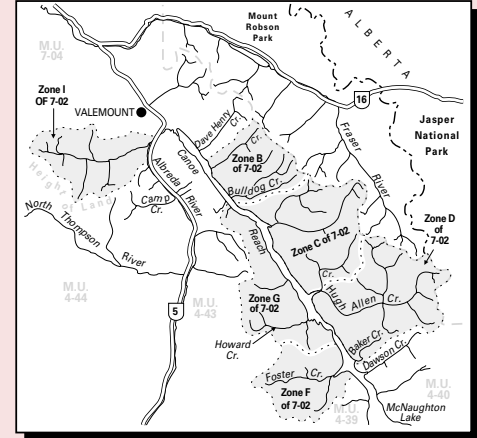 Mount
Robson
Park
ALBERTA
M.U.
7-04
Zone I
OF 7-02
VALEMOUNT
16
Jasper
National
Park
Dave Henry
Cr.
Cr.
Fraser
River
Zone B
of 7-02
Bulldog Cr.
Canoe
Reach
Albreda
River
Camp
Cr.
Height of Land
North
Thompson
River
Zone C of 7-02
Cr.
Zone D
of
7-02
Hugh
Allen Cr.
M.U.
4-44
M.U.
4-43
5
Zone G
of 7-02
Howard
Cr.
Baker Cr.
Dawson Cr.
Foster Cr.
Zone F
of 7-02
M.U.
4-39
M.U.
4-40
McNaughton
Lake